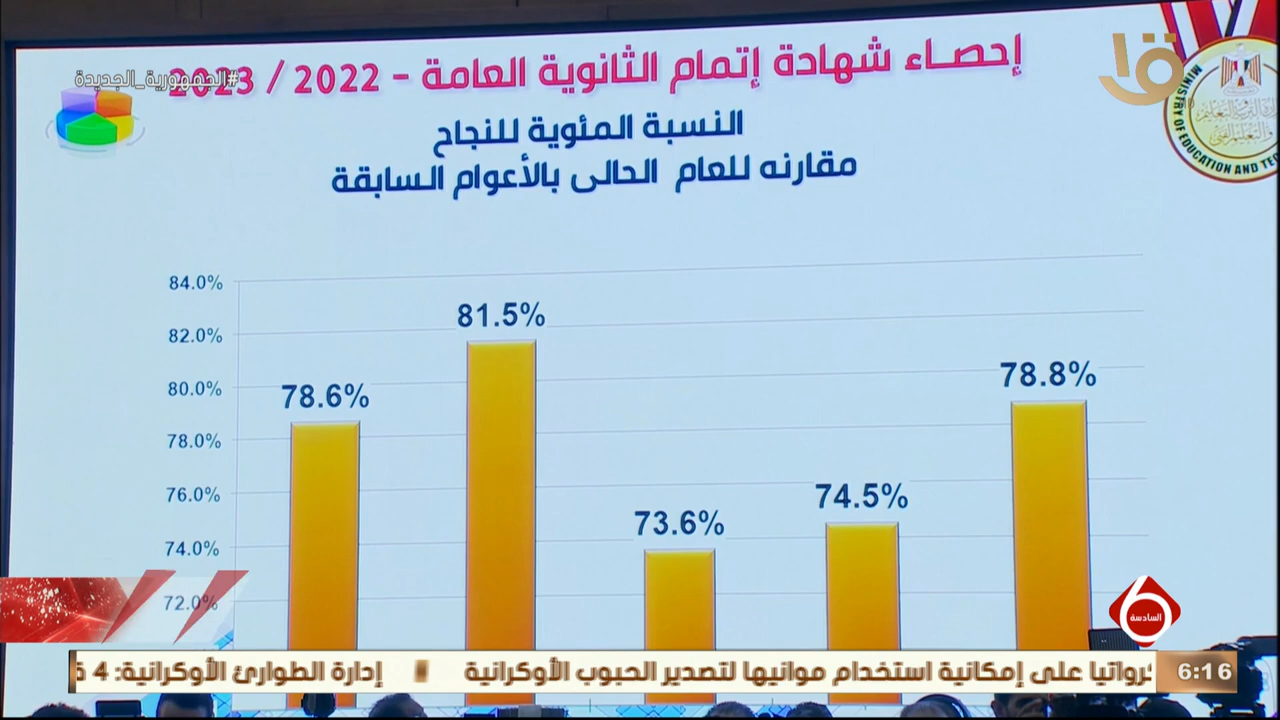 إحصاء شهادة إتمام الثانوية العامة - 2022 / 2023
#الجمهورية_الجديدة
النسبة المئوية للنجاح
مقارنه للعام الحالى بالأعوام السابقة
MINISTRY OF EDUCATION AND TE
84.0%
82.0%
80.0%
78.0%
76.0%
74.0%
72.0%
78.6%
81.5%
73.6%
74.5%
78.8%
السادسة
6:16
كرواتيا على إمكانية استخدام موانيها لتصدير الحبوب الأوكرانية
إدارة الطوارئ الأوكرانية: 4